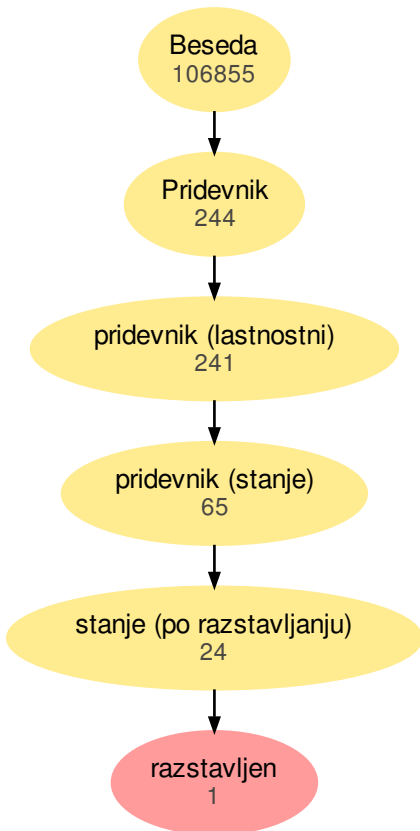 Beseda
106855
Pridevnik
244
pridevnik (lastnostni)
241
pridevnik (stanje)
65
stanje (po razstavljanju)
24
razstavljen
1